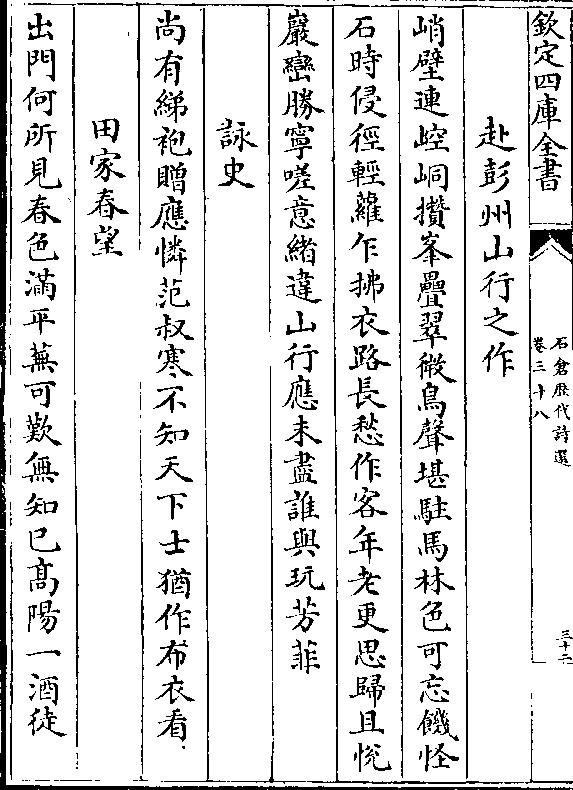 欽定四庫全書
石倉歷代詩選
卷三十八
三十二
赴彭州山行之作
峭壁連崆峒攢峯疊翠微鳥聲堪駐馬林色可忘饑怪
石時侵徑輕蘿乍拂衣路長愁作客年老更思歸且悅
巖巒勝寧嗟意緒違山行應未盡誰與玩芳菲
詠史
尚有綈袍贈應憐范叔寒不知天下士猶作布衣看
田家春望
出門何所見春色滿平蕪可歎無知己髙陽一酒徒